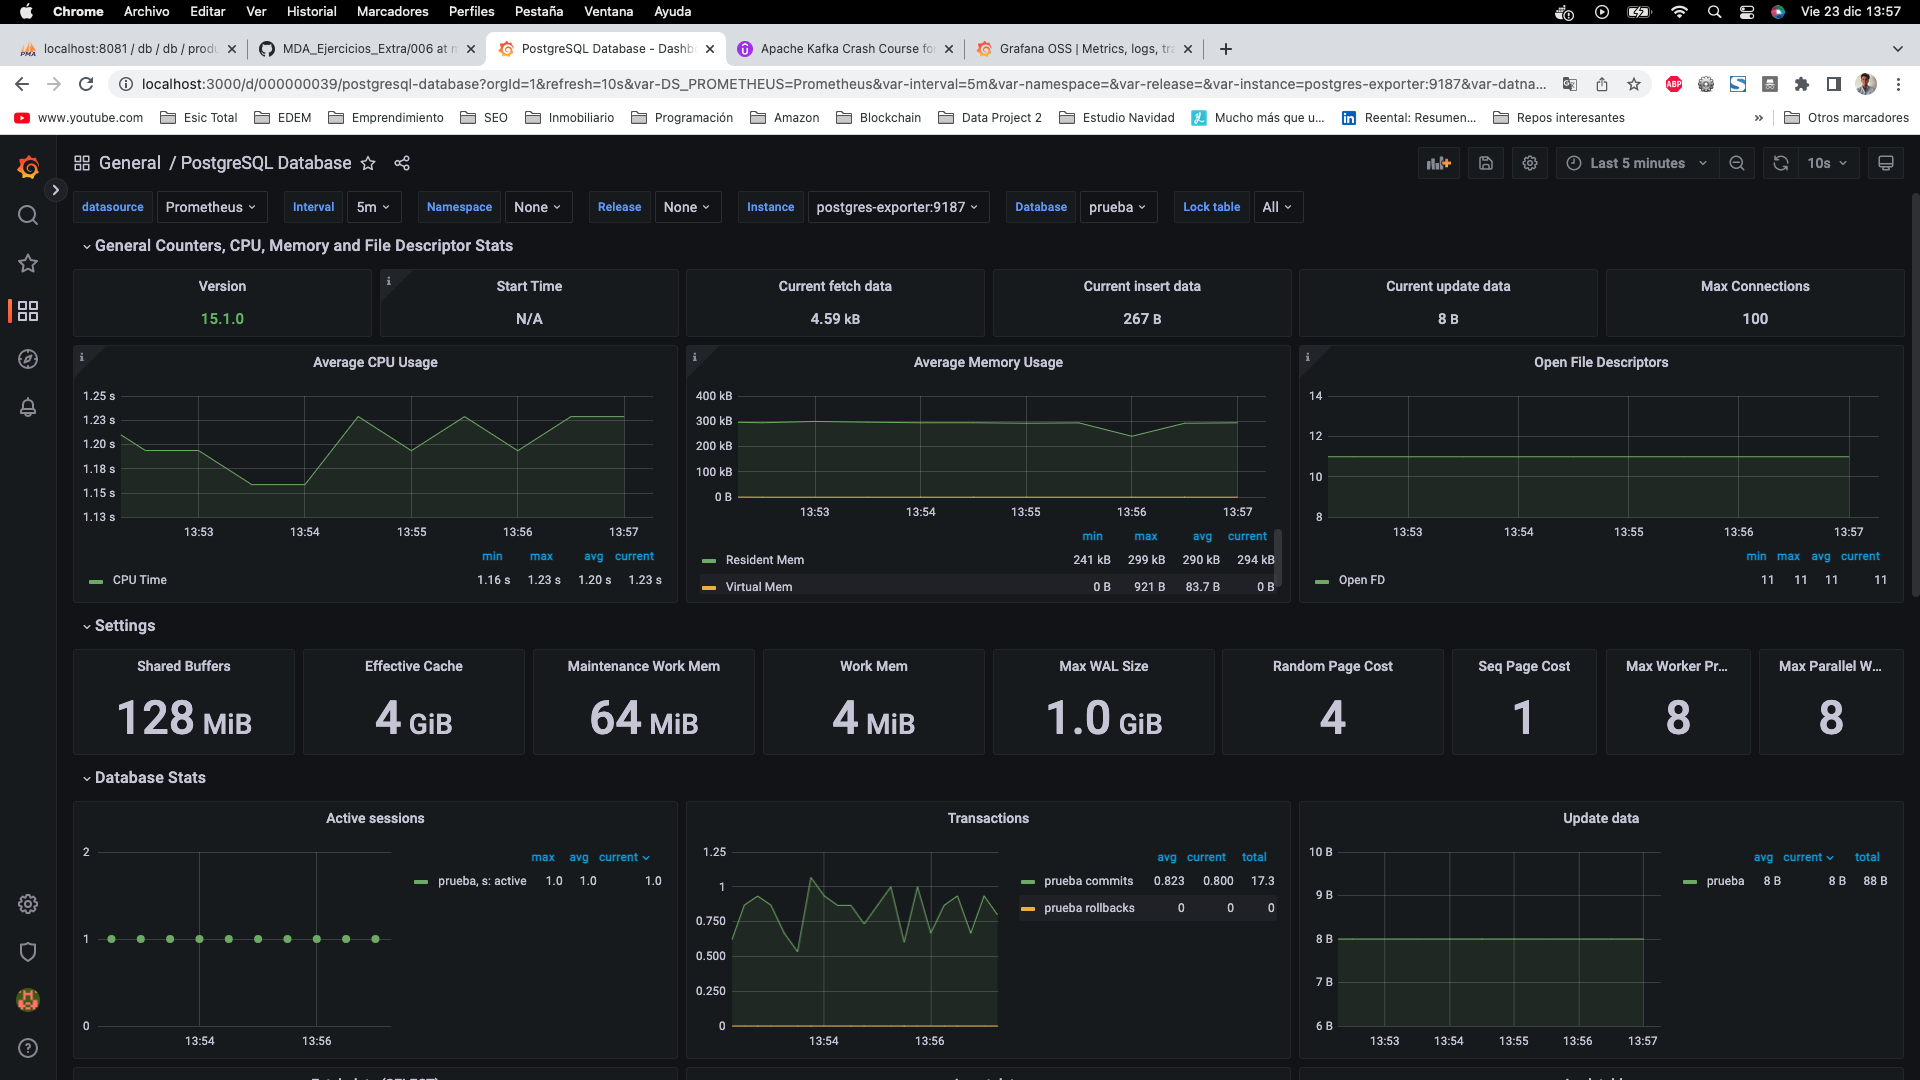 Chrome Archivo Editar Ver Historial Marcadores Perfiles Pestaña Ventana Ayuda Vie 23 dic 13:57
localhost:8081 / db / db / produ MDA_Ejercicios_Extra/006 at m PostgreSQL Database - Dashb Apache Kafka Crash Course fo Grafana OSS | Metrics, logs, tra
localhost:3000/d/000000039/postgresql-database?orgId=1&refresh=10s&var-DS_PROMETHEUS=Prometheus&var-interval=5m&var-namespace=&var-release=&var-instance=postgres-exporter:9187&var-datna... ABP
www.youtube.com Esic Total EDEM Emprendimiento SEO Inmobiliario Programación Amazon Blockchain Data Project 2 Estudio Navidad Mucho más que u... Reental: Resumen... Repos interesantes » Otros marcadores
General / PostgreSQL Database Last 5 minutes 10s
datasource Prometheus Interval 5m Namespace None Release None Instance postgres-exporter:9187 Database prueba Lock table All
General Counters, CPU, Memory and File Descriptor Stats
Version Start Time Current fetch data Current insert data Current update data Max Connections
15.1.0 N/A 4.59 kB 267 B 8 B 100
Average CPU Usage
1.25 s
1.23 s
1.20 s
1.18 s
1.15 s
1.13 s
13:53 13:54 13:55 13:56 13:57
min max avg current
CPU Time 1.16 s 1.23 s 1.20 s 1.23 s
Average Memory Usage
400 kB
300 kB
200 kB
100 kB
0 B
13:53 13:54 13:55 13:56 13:57
min max avg current
Resident Mem 241 kB 299 kB 290 kB 294 kB
Virtual Mem 0 B 921 B 83.7 B 0 B
Open File Descriptors
14
12
10
8
13:53 13:54 13:55 13:56 13:57
min max avg current
Open FD 11 11 11 11
Settings
Shared Buffers Effective Cache Maintenance Work Mem Work Mem Max WAL Size Random Page Cost Seq Page Cost Max Worker Pr... Max Parallel W...
128 MiB 4 GiB 64 MiB 4 MiB 1.0 GiB 4 1 8 8
Database Stats
Active sessions
2
1
0
13:54 13:56
max avg current
prueba, s: active 1.0 1.0 1.0
Transactions
1.25
1
0.750
0.500
0.250
0
13:54 13:56
avg current total
prueba commits 0.823 0.800 17.3
prueba rollbacks 0 0 0
Update data
10 B
9 B
8 B
7 B
6 B
13:53 13:54 13:55 13:56 13:57
avg current total
prueba 8 B 8 B 88 B